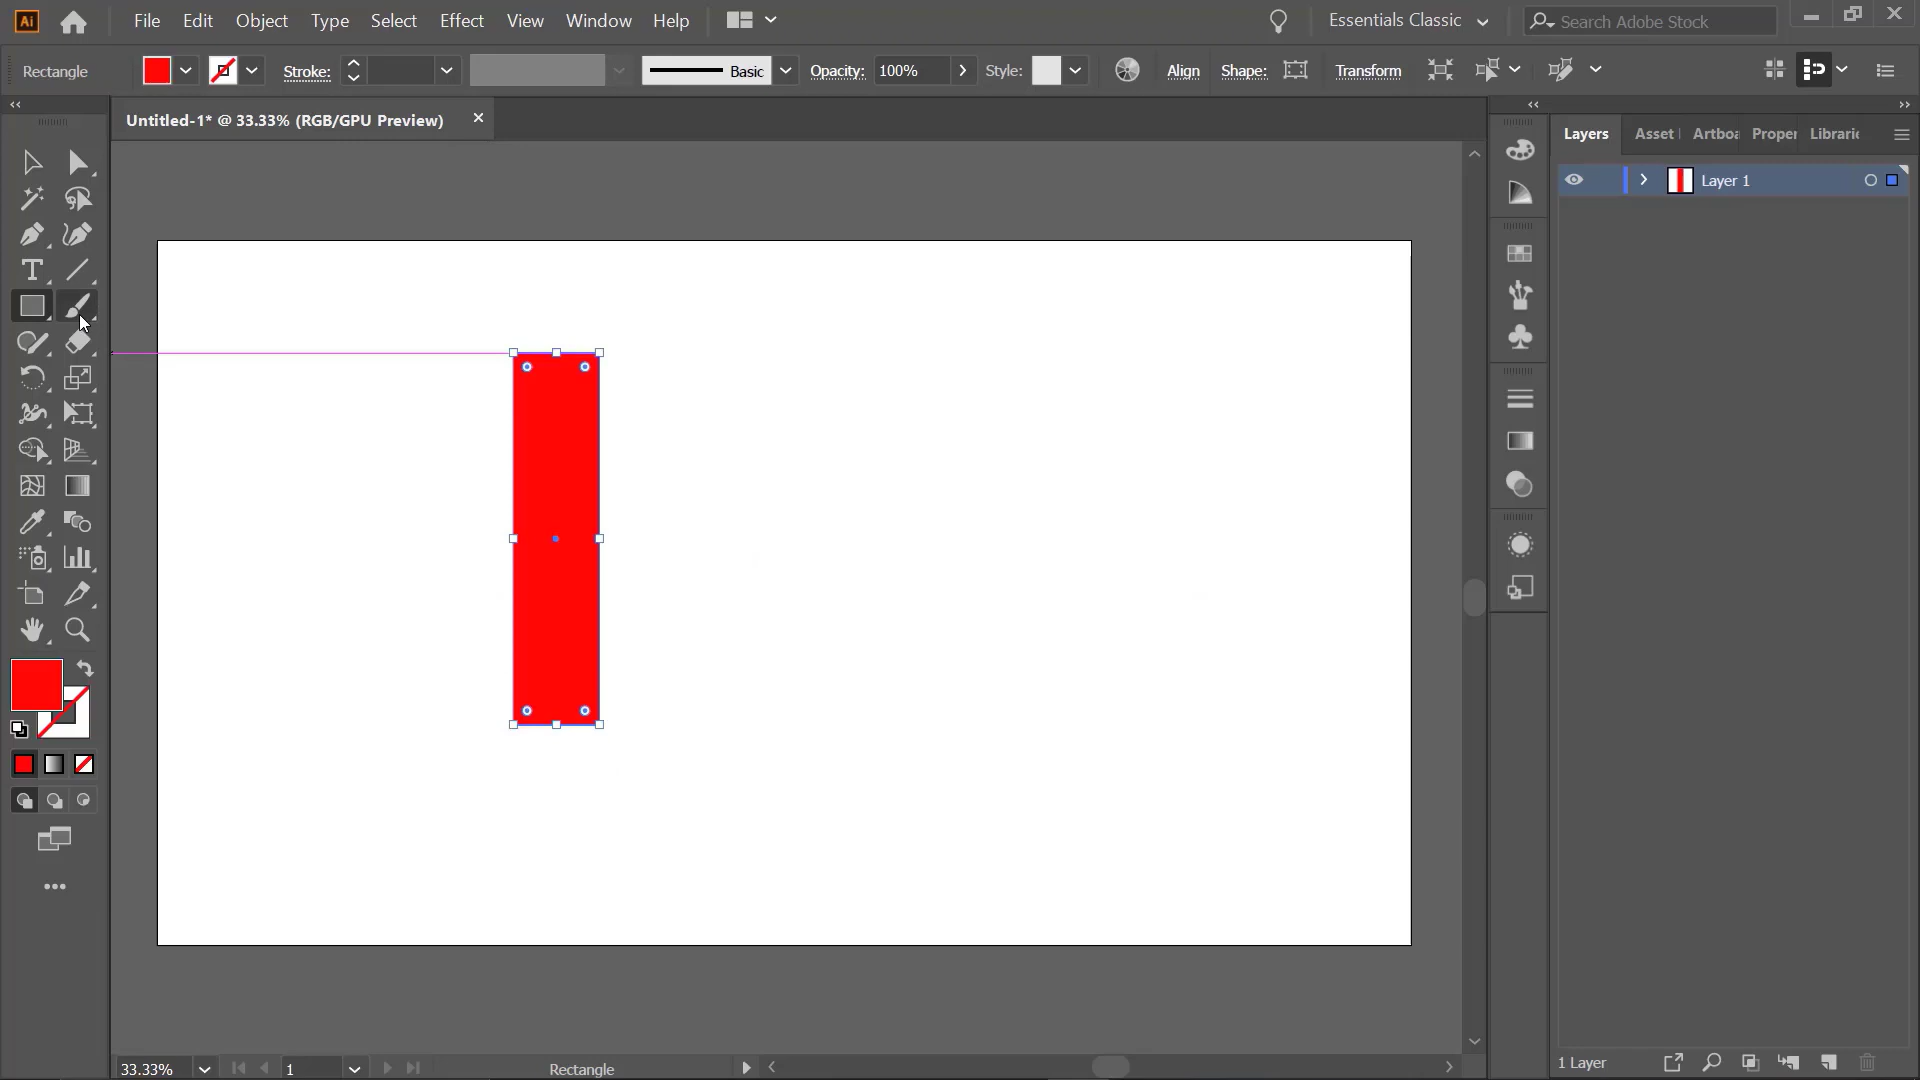 Ai File Edit Object Type Select Effect View Window Help Essentials Classic Search Adobe Stock
Rectangle Stroke: Basic Opacity: 100% Style: Align Shape: Transform
Untitled-1* @ 33.33% (RGB/GPU Preview)
Layers Asset Artboa Proper Librarie
Layer 1
33.33% 1 Rectangle 1 Layer